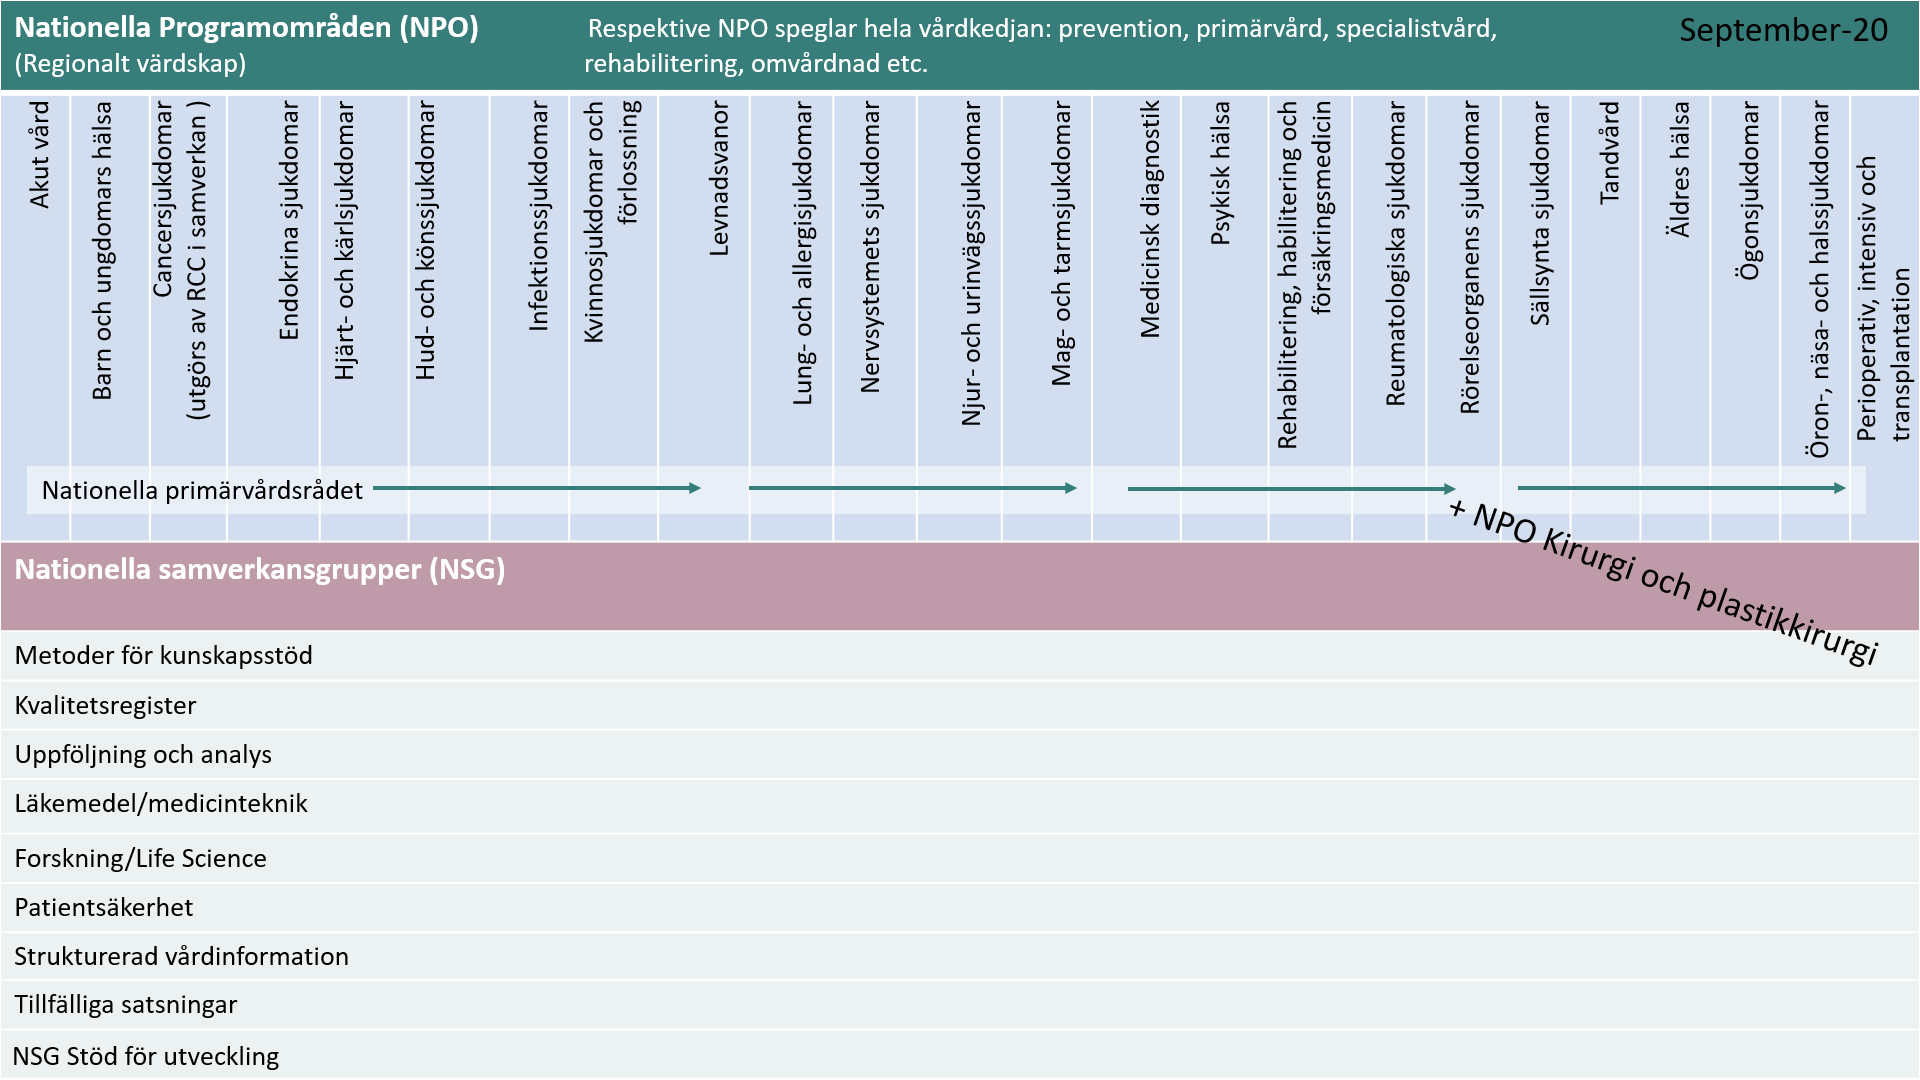 Nationella Programområden (NPO)
(Regionalt värdskap)
Respektive NPO speglar hela vårdkedjan: prevention, primärvård, specialistvård,
rehabilitering, omvårdnad etc.
September-20
Akut vård
Barn och ungdomars hälsa
Cancersjukdomar
(utgörs av RCC i samverkan )
Endokrina sjukdomar
Hjärt- och kärlsjukdomar
Hud- och könssjukdomar
Infektionssjukdomar
Kvinnosjukdomar och
förlossning
Levnadsvanor
Lung- och allergisjukdomar
Nervsystemets sjukdomar
Njur- och urinvägssjukdomar
Mag- och tarmsjukdomar
Medicinsk diagnostik
Psykisk hälsa
Rehabilitering, habilitering och
försäkringsmedicin
Reumatologiska sjukdomar
Rörelseorganens sjukdomar
Sällsynta sjukdomar
Tandvård
Äldres hälsa
Ögonsjukdomar
Öron-, näsa- och halssjukdomar
Perioperativ, intensiv och
transplantation
Nationella primärvårdsrådet
+ NPO Kirurgi och plastikkirurgi
Nationella samverkansgrupper (NSG)
Metoder för kunskapsstöd
Kvalitetsregister
Uppföljning och analys
Läkemedel/medicinteknik
Forskning/Life Science
Patientsäkerhet
Strukturerad vårdinformation
Tillfälliga satsningar
NSG Stöd för utveckling